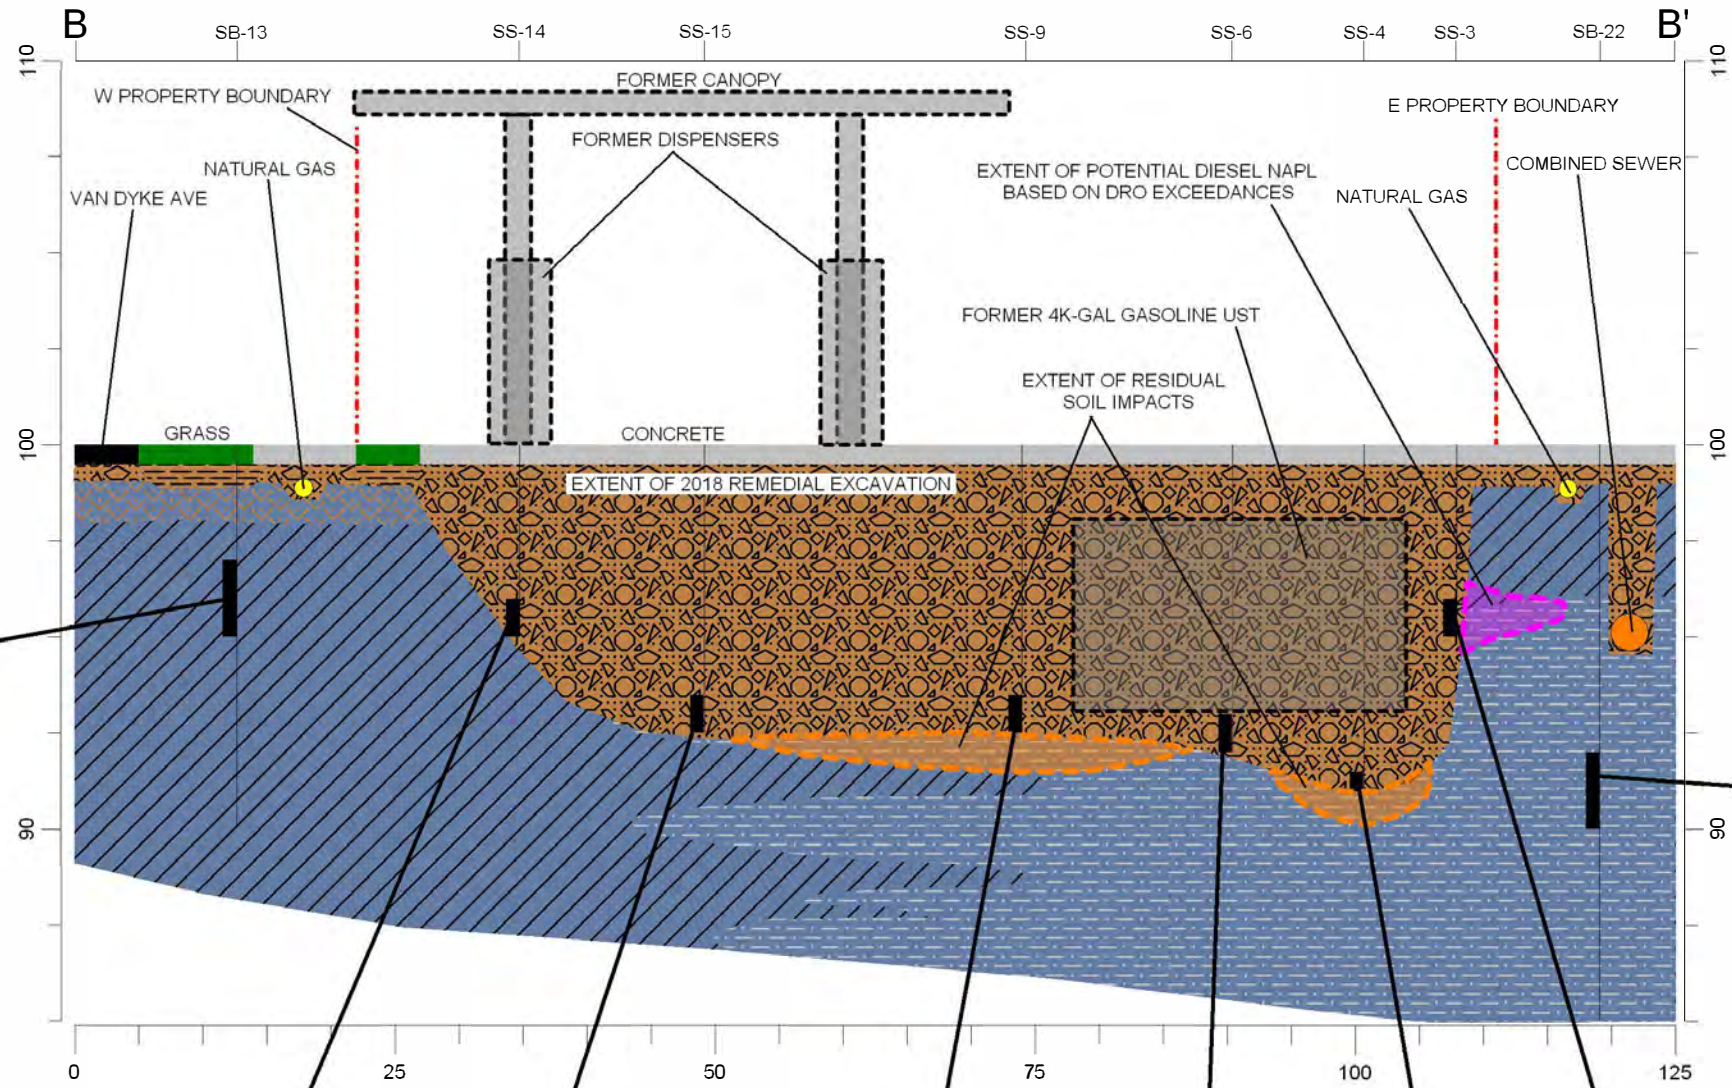 B
B'
SB-13
SS-14
SS-15
SS-9
SS-6
SS-4
SS-3
SB-22
110
110
FORMER CANOPY
W PROPERTY BOUNDARY
E PROPERTY BOUNDARY
FORMER DISPENSERS
NATURAL GAS
EXTENT OF POTENTIAL DIESEL NAPL
BASED ON DRO EXCEEDANCES
COMBINED SEWER
VAN DYKE AVE
NATURAL GAS
FORMER 4K-GAL GASOLINE UST
EXTENT OF RESIDUAL
SOIL IMPACTS
GRASS
CONCRETE
100
100
EXTENT OF 2018 REMEDIAL EXCAVATION
90
90
0
25
50
75
100
125